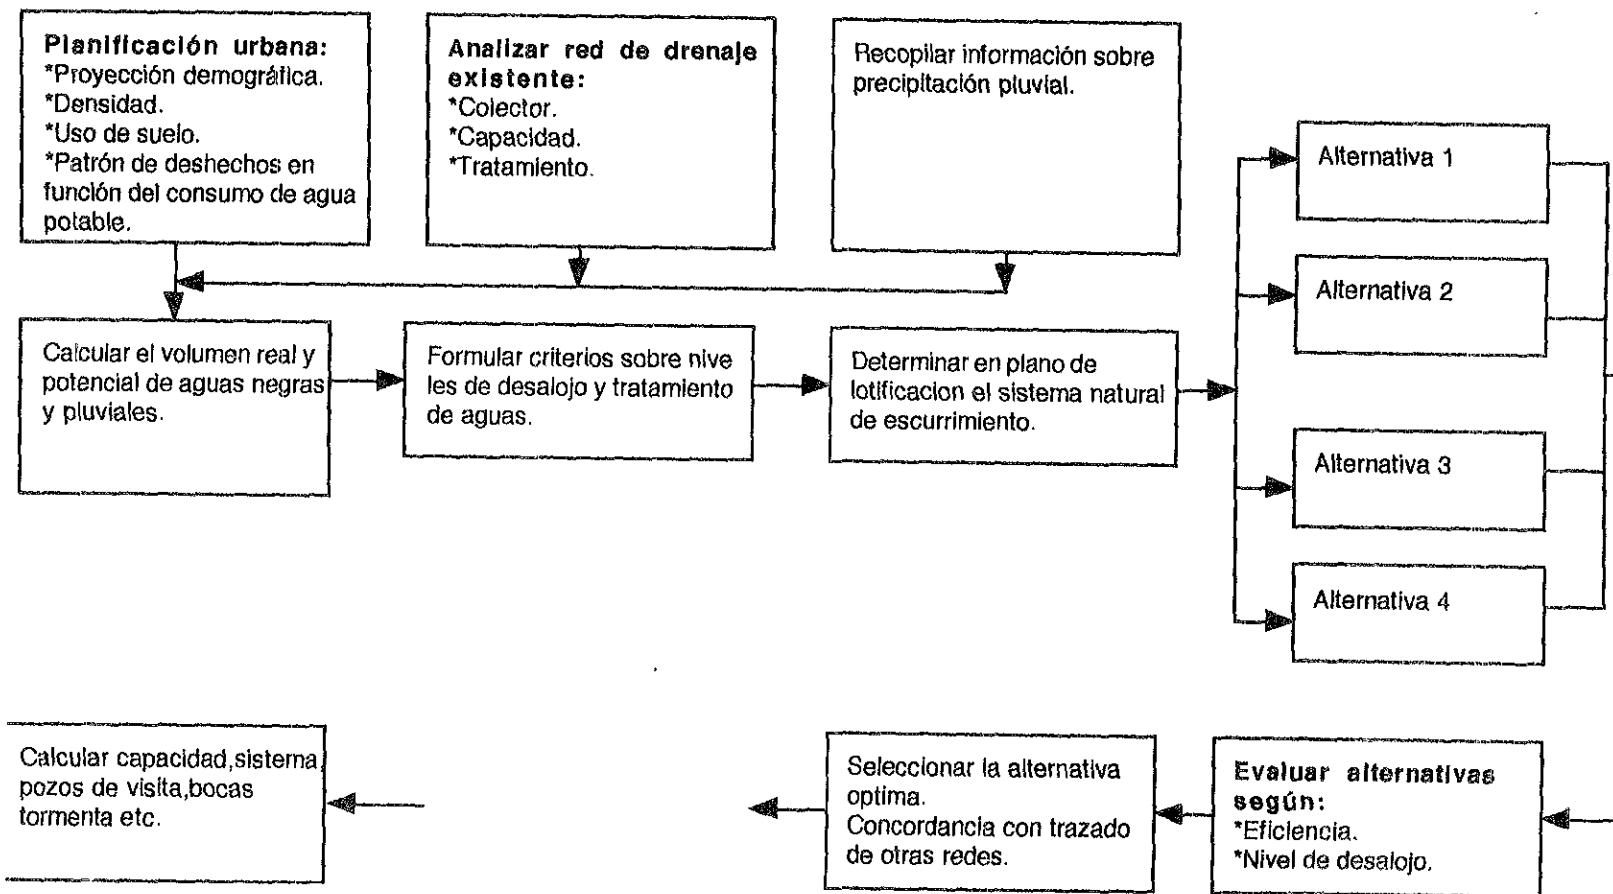 Planificación urbana:
*Proyección demográfica.
*Densidad.
*Uso de suelo.
*Patrón de deshechos en
función del consumo de agua
potable.
Analizar red de drenaje
existente:
*Colector.
*Capacidad.
*Tratamiento.
Recopilar información sobre
precipitación pluvial.
Calcular el volumen real y
potencial de aguas negras
y pluviales.
Formular criterios sobre nive
les de desalojo y tratamiento
de aguas.
Determinar en plano de
lotificacion el sistema natural
de escurrimiento.
Alternativa 1
Alternativa 2
Alternativa 3
Alternativa 4
Evaluar alternativas
según:
*Eficiencia.
*Nivel de desalojo.
Seleccionar la alternativa
optima.
Concordancia con trazado
de otras redes.
Calcular capacidad,sistema
pozos de visita,bocas
tormenta etc.